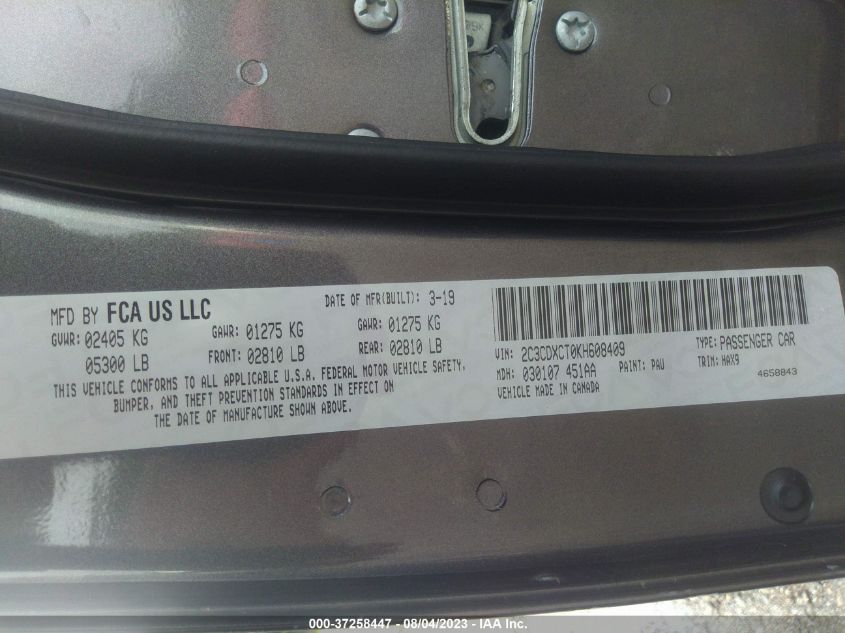 MFD BY FCA US LLC
DATE OF MFR(BUILT): 3-19
GVWR: 02405 KG
GAWR: 01275 KG
GAWR: 01275 KG
05300 LB
FRONT: 02810 LB
REAR: 02810 LB
THIS VEHICLE CONFORMS TO ALL APPLICABLE U.S.A. FEDERAL MOTOR VEHICLE SAFETY,
BUMPER, AND THEFT PREVENTION STANDARDS IN EFFECT ON
THE DATE OF MANUFACTURE SHOWN ABOVE.
VIN: 2C3CDXCT0KH608409
TYPE: PASSENGER CAR
MDH: 030107 451AA
PAINT: PAU
TRIM: HAX9
VEHICLE MADE IN CANADA
4658843
000-37258447 - 08/04/2023 - IAA Inc.